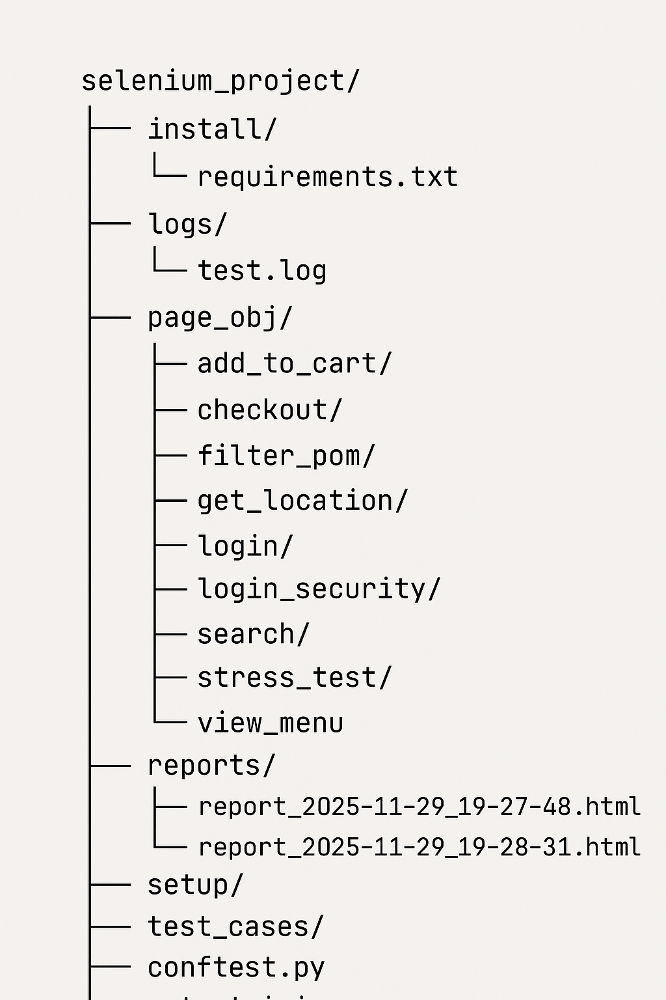 selenium_project/
install/
requirements.txt
logs/
test.log
page_obj/
add_to_cart/
checkout/
filter_pom/
get_location/
login/
login_security/
search/
stress_test/
view_menu
reports/
report_2025-11-29_19-27-48.html
report_2025-11-29_19-28-31.html
setup/
test_cases/
conftest.py